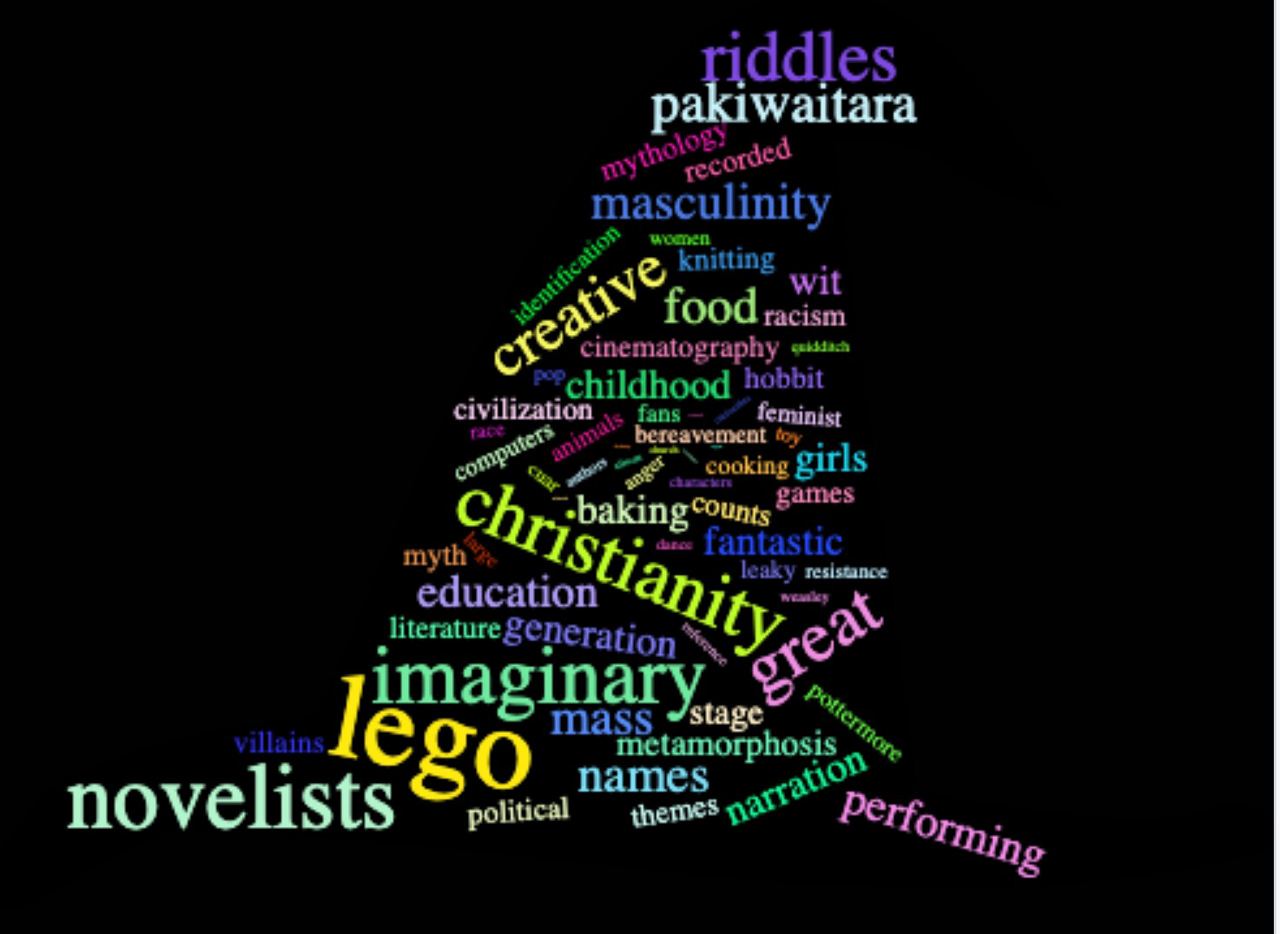 riddles
pakiwaitara
mythology
recorded
masculinity
identification
women
knitting
creative
wit
food
racism
cinematography
quidditch
pop
childhood
hobbit
civilization
fans
feminist
race
computers
animals
bereavement
toy
authors
anger
cooking
girls
characters
games
christianity
baking
counts
dance
fantastic
myth
large
leaky
resistance
education
weasley
great
literature
generation
imaginary
lego
mass
stage
pottermore
villains
metamorphosis
names
narration
novelists
political
themes
performing